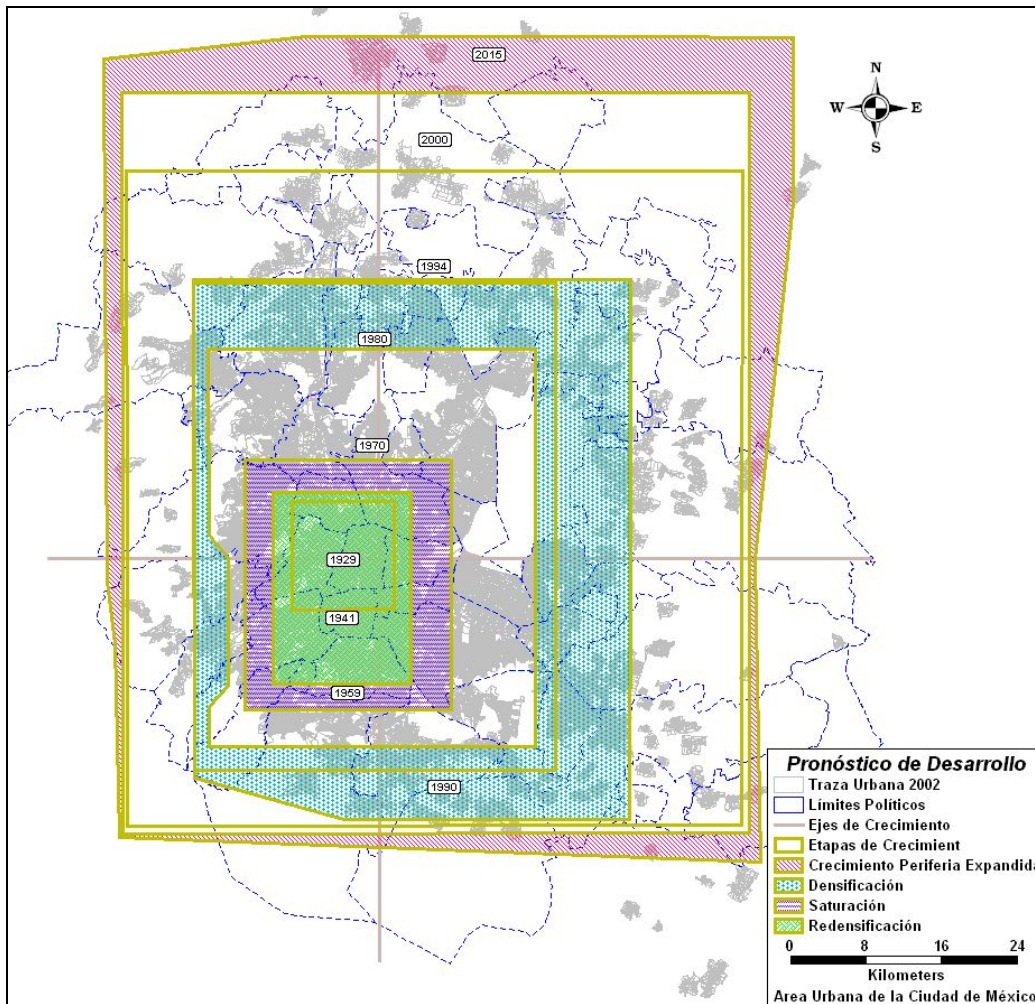 2015
N
W E
S
2000
1994
1980
1970
1929
1941
1959
1990
Pronóstico de Desarrollo
Traza Urbana 2002
Límites Políticos
Ejes de Crecimiento
Etapas de Crecimient
Crecimiento Periferia Expandida
Densificación
Saturación
Redensificación
0 8 16 24
Kilometers
Area Urbana de la Ciudad de México